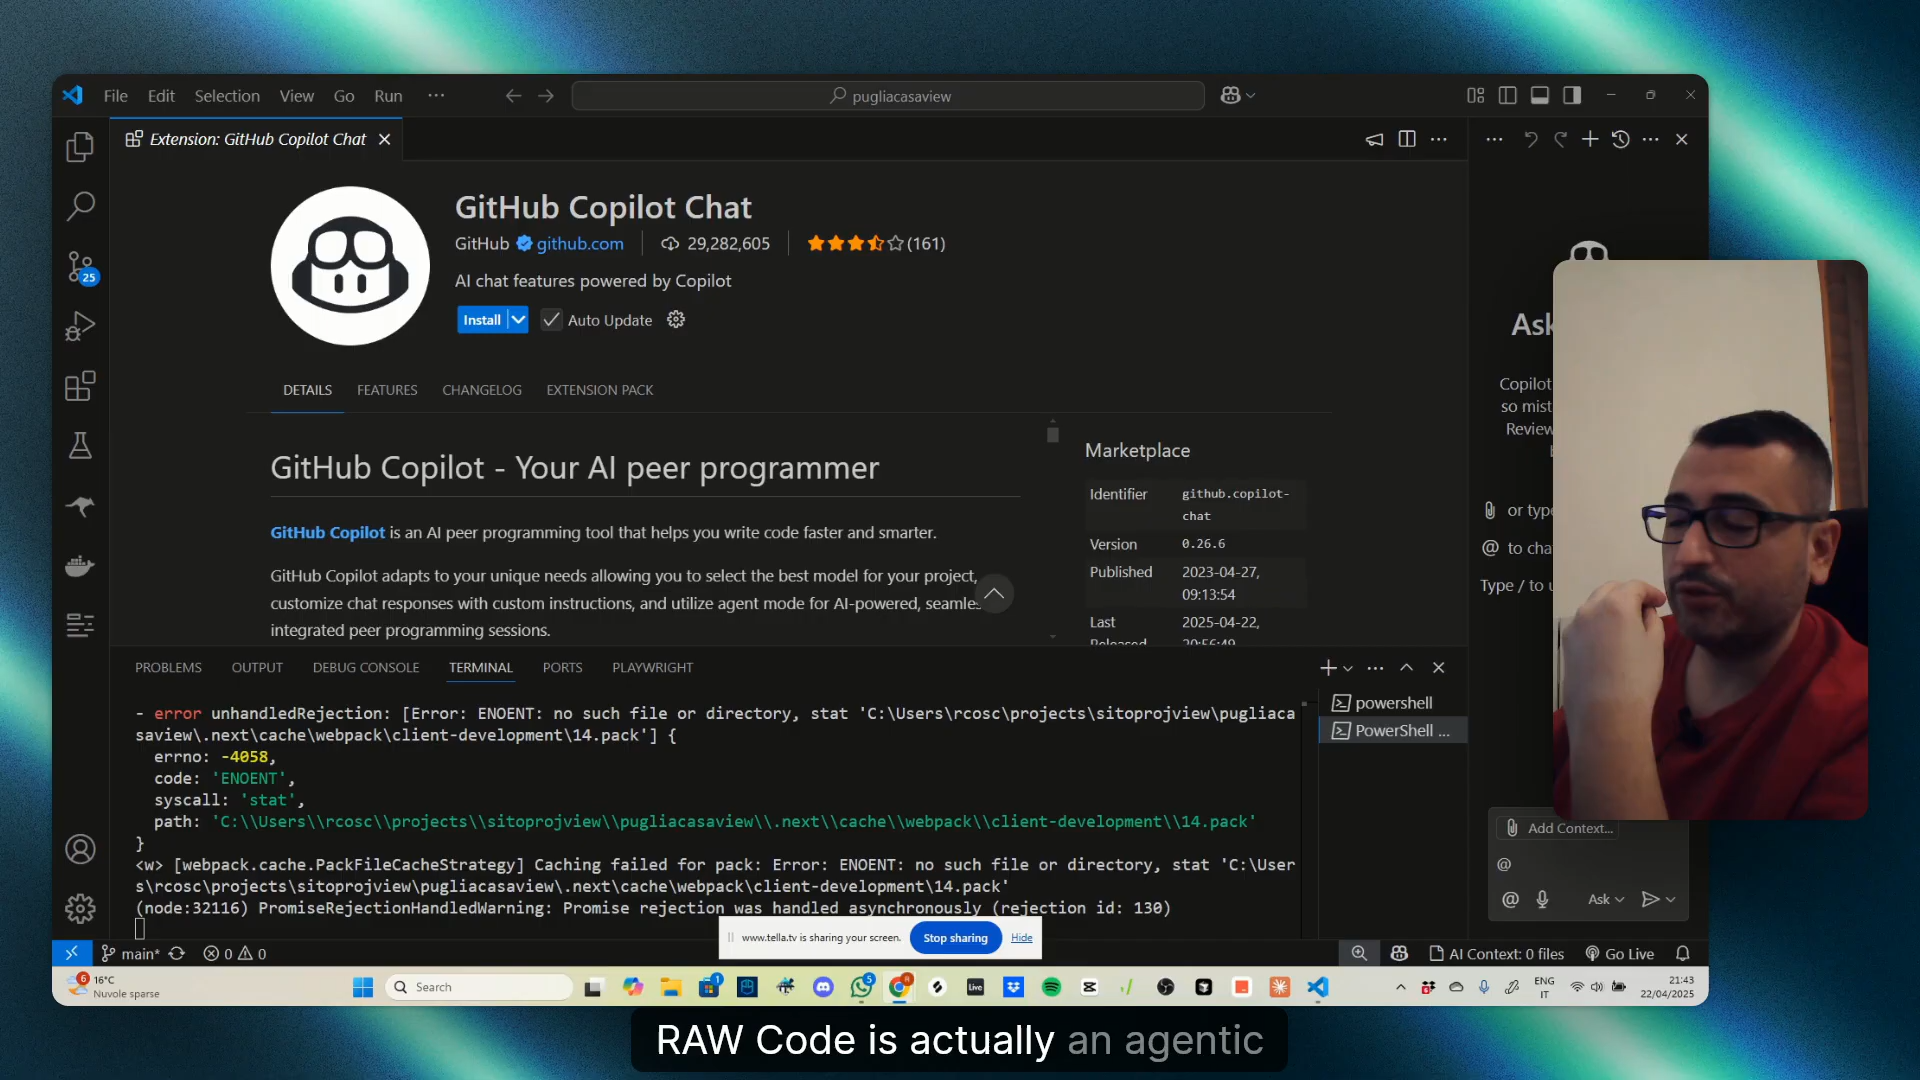 File Edit Selection View Go Run ···
pugliacasaview
Extension: GitHub Copilot Chat
GitHub Copilot Chat
GitHub github.com 29,282,605 (161)
AI chat features powered by Copilot
Install Auto Update
DETAILS FEATURES CHANGELOG EXTENSION PACK
GitHub Copilot - Your AI peer programmer
GitHub Copilot is an AI peer programming tool that helps you write code faster and smarter.
GitHub Copilot adapts to your unique needs allowing you to select the best model for your project,
customize chat responses with custom instructions, and utilize agent mode for AI-powered,
integrated peer programming sessions.
Marketplace
Identifier github.copilot-
chat
Version 0.26.6
Published 2023-04-27,
09:13:54
Last 2025-04-22,
Released 20:56:49
Ask
Copilot
so mist
Review
or type
@ to cha
Type / to u
Add Context...
@
@ Ask
25
PROBLEMS OUTPUT DEBUG CONSOLE TERMINAL PORTS PLAYWRIGHT
powershell
PowerShell ...
- error unhandledRejection: [Error: ENOENT: no such file or directory, stat 'C:\Users\rcosc\projects\sitoprojview\pugliaca
saview\.next\cache\webpack\client-development\14.pack'] {
errno: -4058,
code: 'ENOENT',
syscall: 'stat',
path: 'C:\\Users\\rcosc\\projects\\sitoprojview\\pugliacasaview\\.next\\cache\\webpack\\client-development\\14.pack'
}
<w> [webpack.cache.PackFileCacheStrategy] Caching failed for pack: Error: ENOENT: no such file or directory, stat 'C:\User
s\rcosc\projects\sitoprojview\pugliacasaview\.next\cache\webpack\client-development\14.pack'
(node:32116) PromiseRejectionHandledWarning: Promise rejection was handled asynchronously (rejection id: 130)
www.tella.tv is sharing your screen. Stop sharing Hide
main* 0 0 AI Context: 0 files Go Live
6 16°C
Nuvole sparse
Search
1 5 R Live
ENG
IT
21:43
22/04/2025
RAW Code is actually an agentic